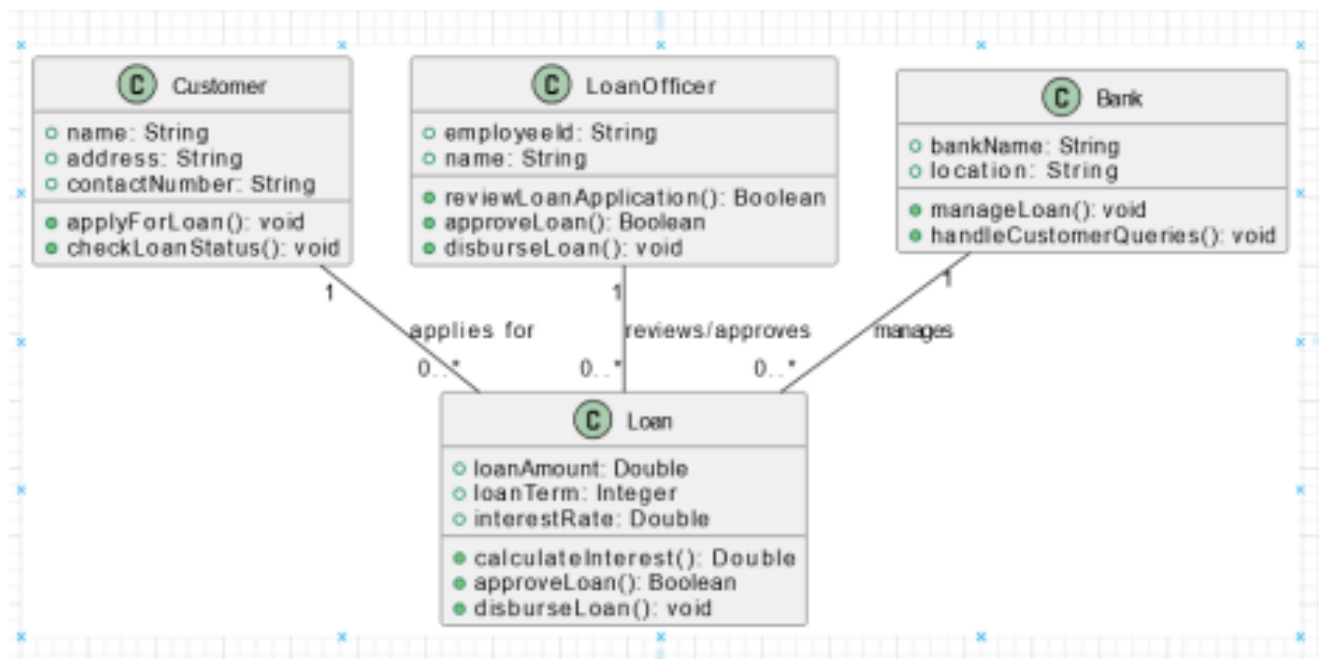 C Customer
name: String
address: String
contactNumber: String
applyForLoan(): void
checkLoanStatus(): void
C LoanOfficer
employeeId: String
name: String
reviewLoanApplication(): Boolean
approveLoan(): Boolean
disburseLoan(): void
C Bank
bankName: String
location: String
manageLoan(): void
handleCustomerQueries(): void
1
applies for
0..*
1
reviews/approves
0..*
1
manages
0..*
C Loan
loanAmount: Double
loanTerm: Integer
interestRate: Double
calculateInterest(): Double
approveLoan(): Boolean
disburseLoan(): void